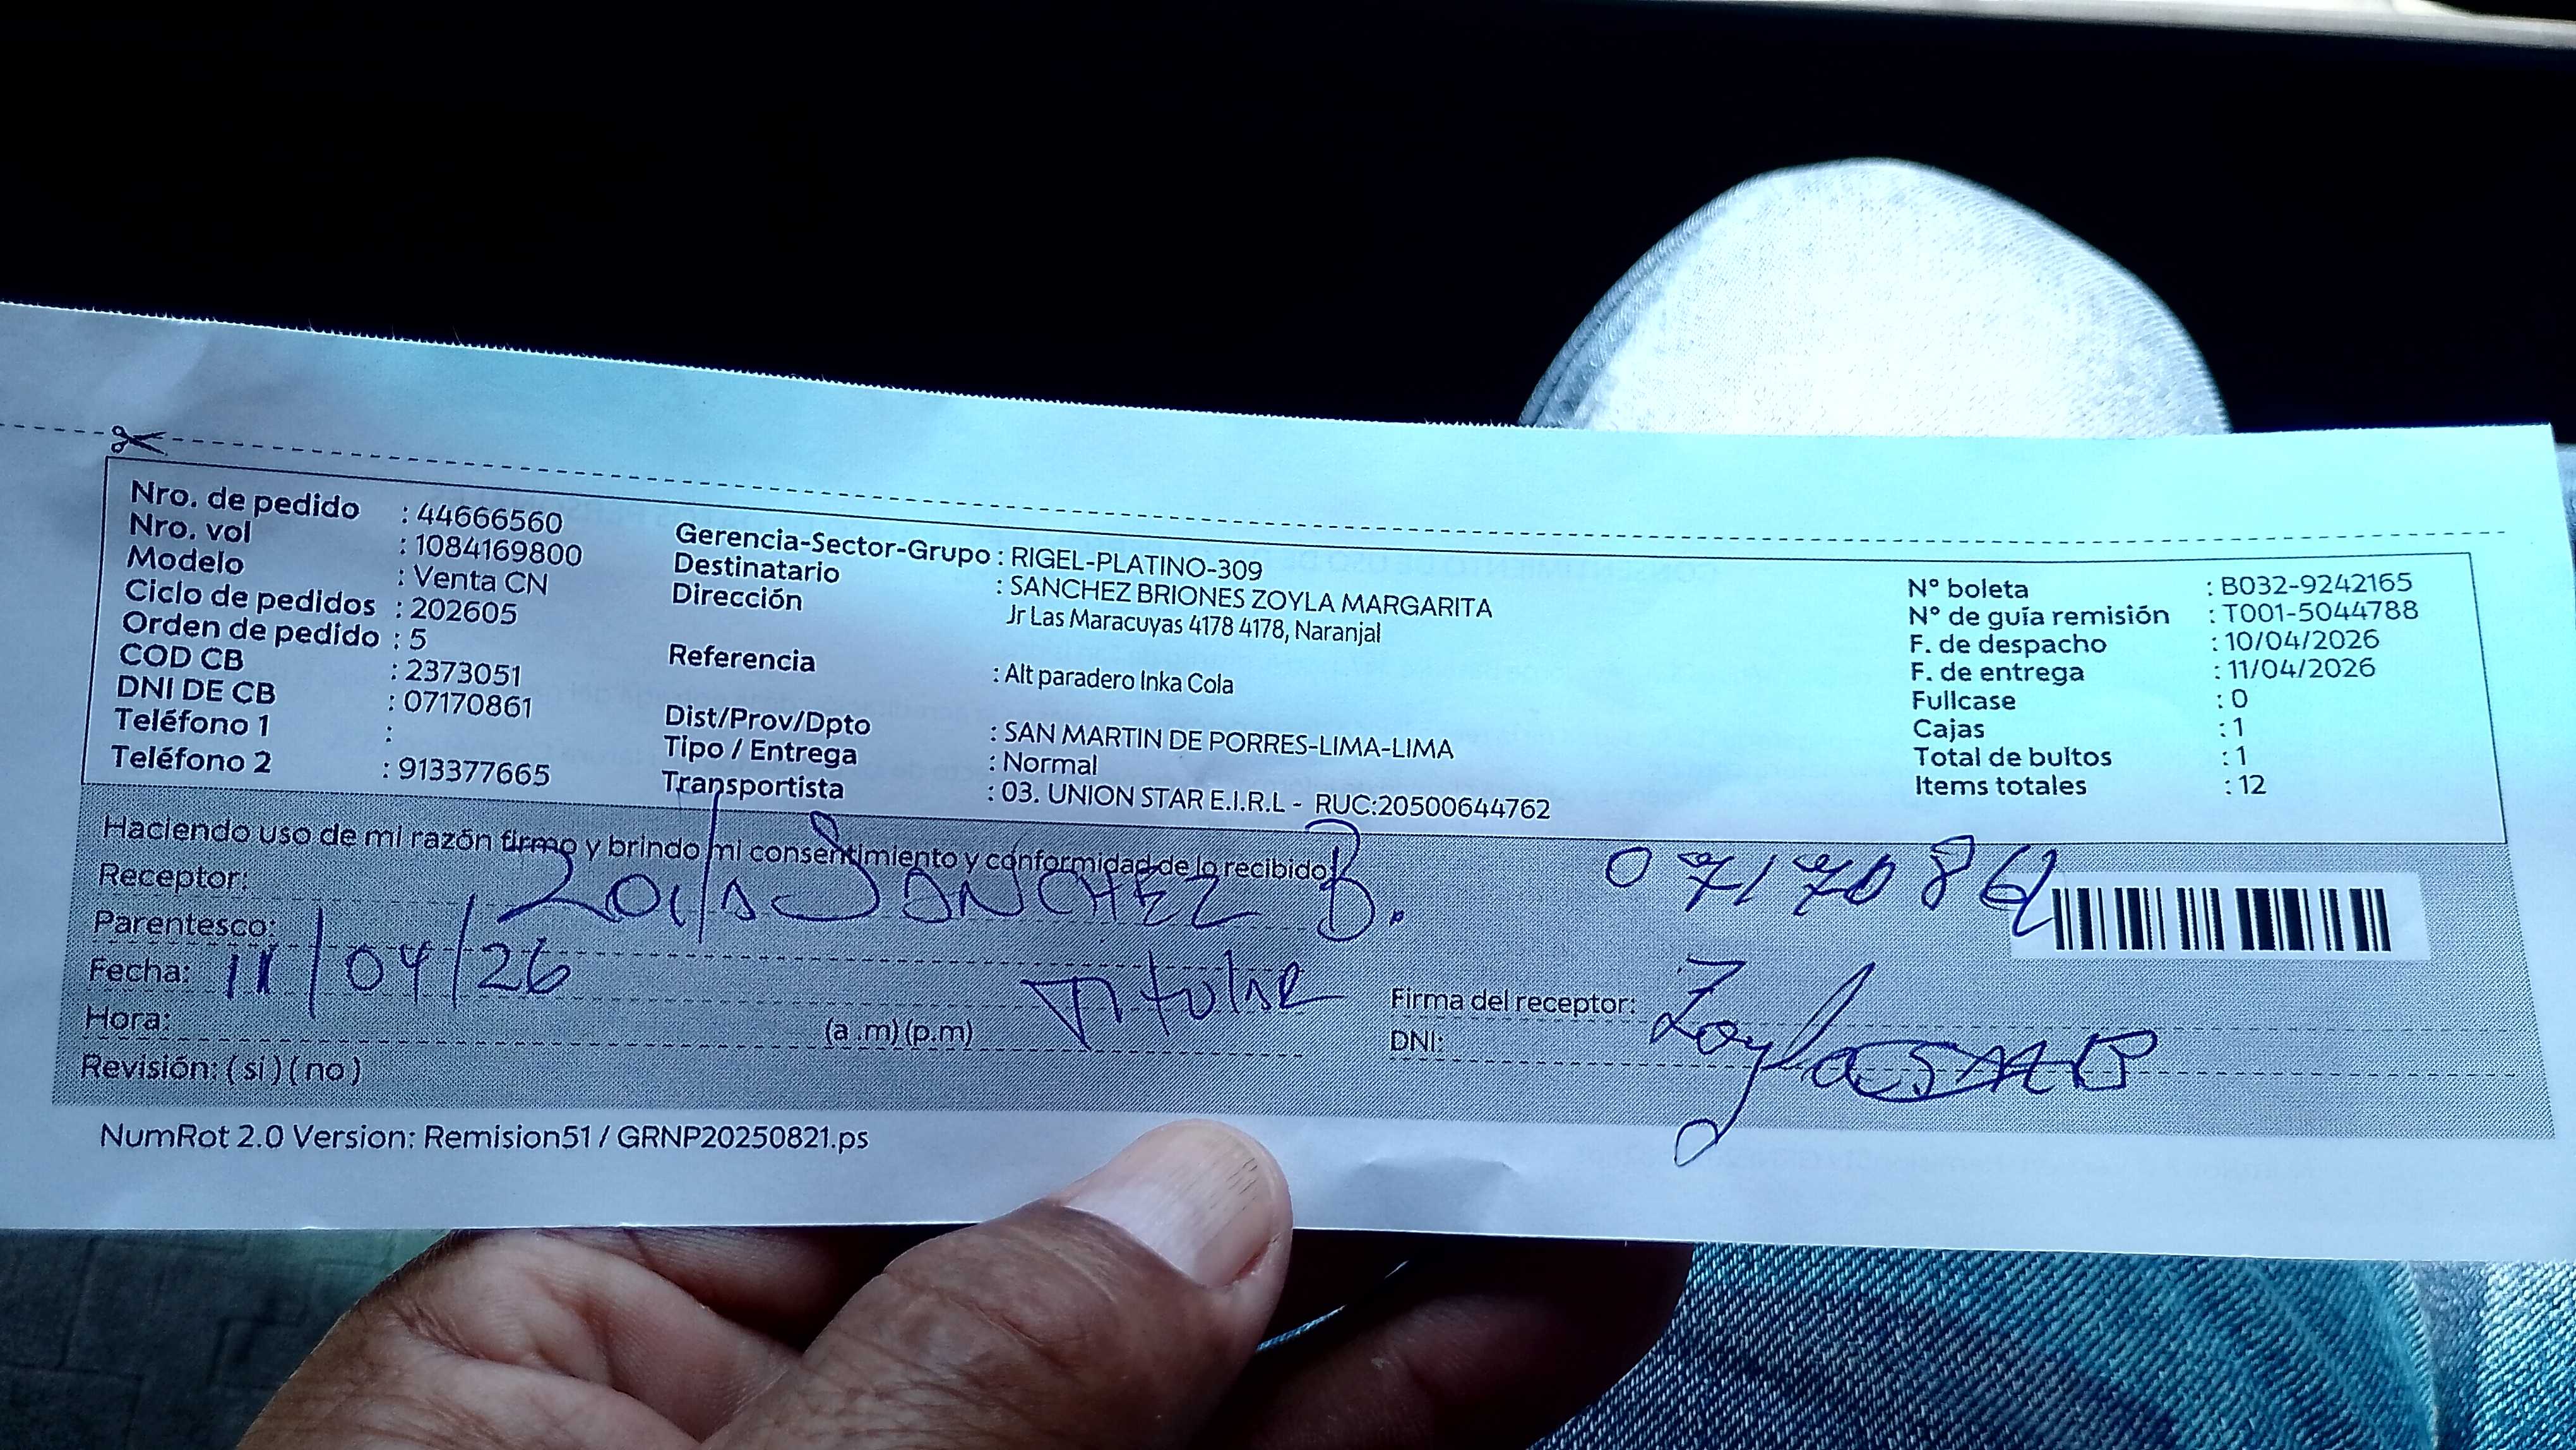 Nro. de pedido : 44666560
Nro. vol : 1084169800
Modelo : Venta CN
Ciclo de pedidos : 202605
Orden de pedido : 5
COD CB : 2373051
DNI DE CB : 07170861
Teléfono 1 :
Teléfono 2 : 913377665
Gerencia-Sector-Grupo : RIGEL-PLATINO-309
Destinatario : SANCHEZ BRIONES ZOYLA MARGARITA
Dirección Jr Las Maracuyas 4178 4178, Naranjal
Referencia : Alt paradero Inka Cola
Dist/Prov/Dpto : SAN MARTIN DE PORRES-LIMA-LIMA
Tipo / Entrega : Normal
Transportista : 03. UNION STAR E.I.R.L - RUC:20500644762
N° boleta : B032-9242165
N° de guía remisión : T001-5044788
F. de despacho : 10/04/2026
F. de entrega : 11/04/2026
Fullcase : 0
Cajas : 1
Total de bultos : 1
Items totales : 12
Haciendo uso de mi razón firmo y brindo mi consentimiento y conformidad de lo recibido
Receptor: Zoila SANCHEZ B.
Parentesco: Titular
Fecha: 11/04/26
Hora: (a .m) (p.m)
Revisión: ( si ) ( no )
07170861
Firma del receptor: Zoyla
DNI:
NumRot 2.0 Version: Remision51 / GRNP20250821.ps